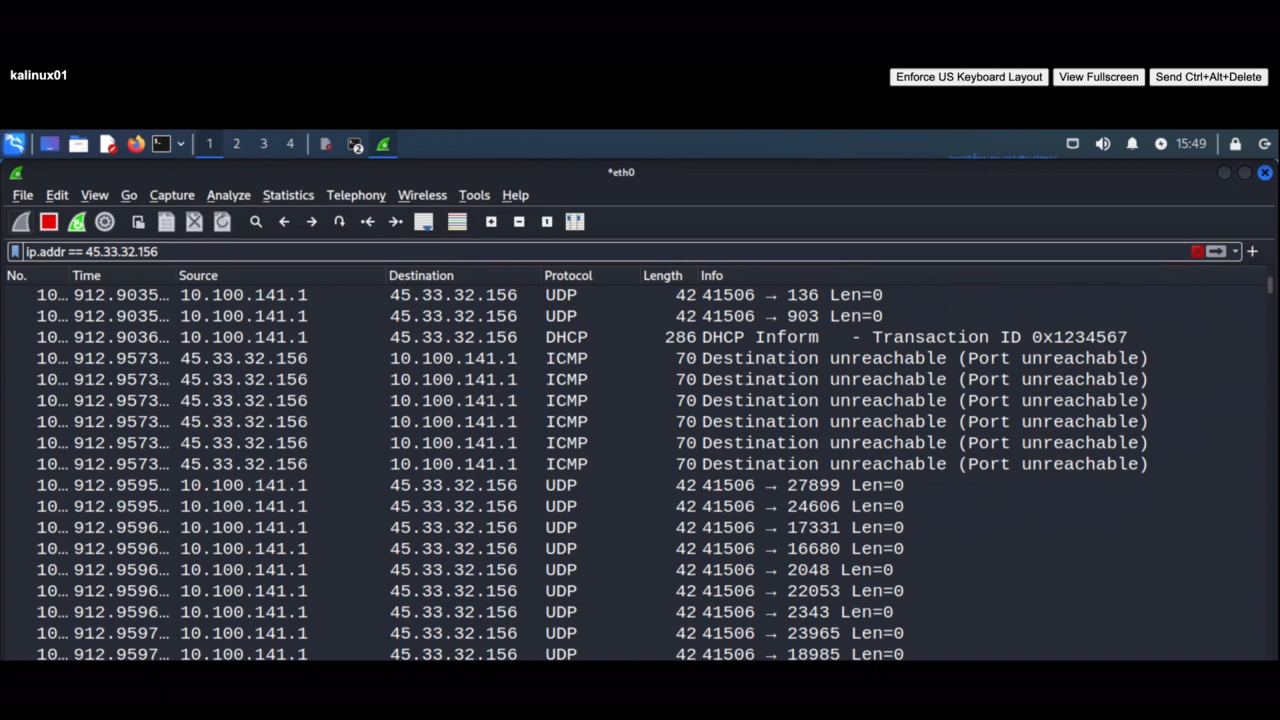 kalinux01
Enforce US Keyboard Layout View Fullscreen Send Ctrl+Alt+Delete
1 2 3 4 2 15:49
*eth0
File Edit View Go Capture Analyze Statistics Telephony Wireless Tools Help
ip.addr == 45.33.32.156
No. Time Source Destination Protocol Length Info
10… 912.9035… 10.100.141.1 45.33.32.156 UDP 42 41506 → 136 Len=0
10… 912.9035… 10.100.141.1 45.33.32.156 UDP 42 41506 → 903 Len=0
10… 912.9036… 10.100.141.1 45.33.32.156 DHCP 286 DHCP Inform - Transaction ID 0x1234567
10… 912.9573… 45.33.32.156 10.100.141.1 ICMP 70 Destination unreachable (Port unreachable)
10… 912.9573… 45.33.32.156 10.100.141.1 ICMP 70 Destination unreachable (Port unreachable)
10… 912.9573… 45.33.32.156 10.100.141.1 ICMP 70 Destination unreachable (Port unreachable)
10… 912.9573… 45.33.32.156 10.100.141.1 ICMP 70 Destination unreachable (Port unreachable)
10… 912.9573… 45.33.32.156 10.100.141.1 ICMP 70 Destination unreachable (Port unreachable)
10… 912.9573… 45.33.32.156 10.100.141.1 ICMP 70 Destination unreachable (Port unreachable)
10… 912.9595… 10.100.141.1 45.33.32.156 UDP 42 41506 → 27899 Len=0
10… 912.9595… 10.100.141.1 45.33.32.156 UDP 42 41506 → 24606 Len=0
10… 912.9596… 10.100.141.1 45.33.32.156 UDP 42 41506 → 17331 Len=0
10… 912.9596… 10.100.141.1 45.33.32.156 UDP 42 41506 → 16680 Len=0
10… 912.9596… 10.100.141.1 45.33.32.156 UDP 42 41506 → 2048 Len=0
10… 912.9596… 10.100.141.1 45.33.32.156 UDP 42 41506 → 22053 Len=0
10… 912.9596… 10.100.141.1 45.33.32.156 UDP 42 41506 → 2343 Len=0
10… 912.9597… 10.100.141.1 45.33.32.156 UDP 42 41506 → 23965 Len=0
10… 912.9597… 10.100.141.1 45.33.32.156 UDP 42 41506 → 18985 Len=0